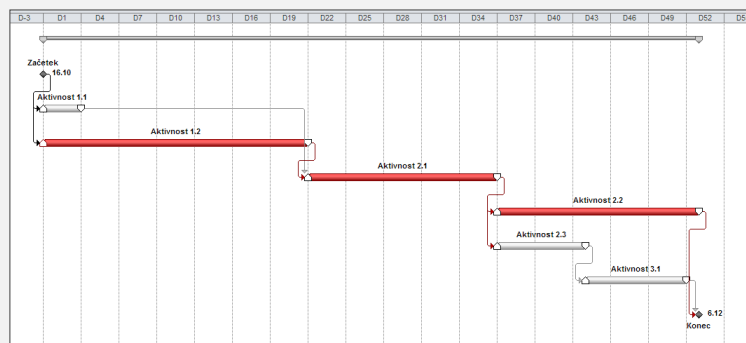 D-3 D1 D4 D7 D10 D13 D16 D19 D22 D25 D28 D31 D34 D37 D40 D43 D46 D49 D52
Začetek
16.10
Aktivnost 1.1
Aktivnost 1.2
Aktivnost 2.1
Aktivnost 2.2
Aktivnost 2.3
Aktivnost 3.1
6.12
Konec